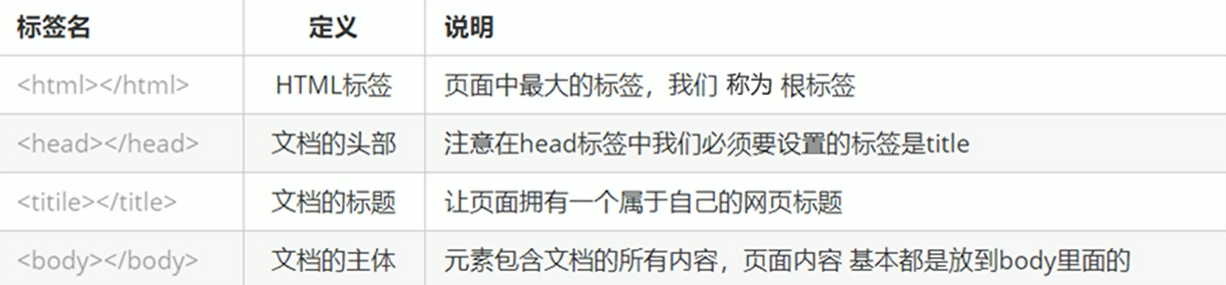 标签名 定义 说明
<html></html> HTML标签 页面中最大的标签，我们 称为 根标签
<head></head> 文档的头部 注意在head标签中我们必须要设置的标签是title
<titile></title> 文档的标题 让页面拥有一个属于自己的网页标题
<body></body> 文档的主体 元素包含文档的所有内容，页面内容 基本都是放到body里面的